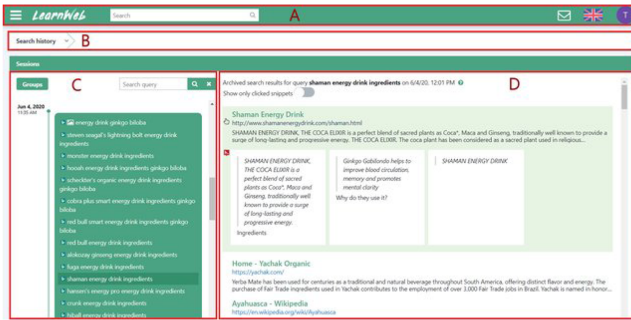 LearnWeb
Search
A
T
Search history
B
Sessions
Groups
C
Search query
Jun 4, 2020
11:35 AM
energy drink ginkgo biloba
steven seagal's lightning bolt energy drink
ingredients
monster energy drink ingredients
hooah energy drink ingredients ginkgo biloba
scheckter's organic energy drink ingredients
cobra plus smart energy drink ingredients ginkgo
biloba
red bull smart energy drink ingredients ginkgo
biloba
red bull energy drink ingredients
alokozay energy drink ingredients
fuga energy drink ingredients
shaman energy drink ingredients
hansen's energy pro energy drink ingredients
crunk energy drink ingredients
hiball energy drink ingredients
D
Archived search results for query shaman energy drink ingredients on 6/4/20, 12:01 PM
Show only clicked snippets
Shaman Energy Drink
http://www.shamanenergydrink.com/shaman.html
SHAMAN ENERGY DRINK, THE COCA ELIXIR is a perfect blend of sacred plants as Coca*, Maca and Ginseng, traditionally well known to provide a
surge of long-lasting and progressive energy. THE COCA ELIXIR. The coca plant has been considered as a sacred plant used in religious...
SHAMAN ENERGY DRINK,
THE COCA ELIXIR is a
perfect blend of sacred
plants as Coca*, Maca and
Ginseng, traditionally well
known to provide a surge
of long-lasting and
progressive energy.
Ingredients
Ginkgo Gabilondo helps to
improve blood circulation,
memory and promotes
mental clarity
Why do they use it?
SHAMAN ENERGY DRINK
Home - Yachak Organic
https://yachak.com/
Yerba Mate has been used for centuries as a traditional and natural beverage throughout South America, offering distinct flavor and energy. The
purchase of Fair Trade ingredients used in Yachak contributes to the employment of over 3,000 Fair Trade jobs in Brazil. Yachak is named in honor...
Ayahuasca - Wikipedia
https://en.wikipedia.org/wiki/Ayahuasca